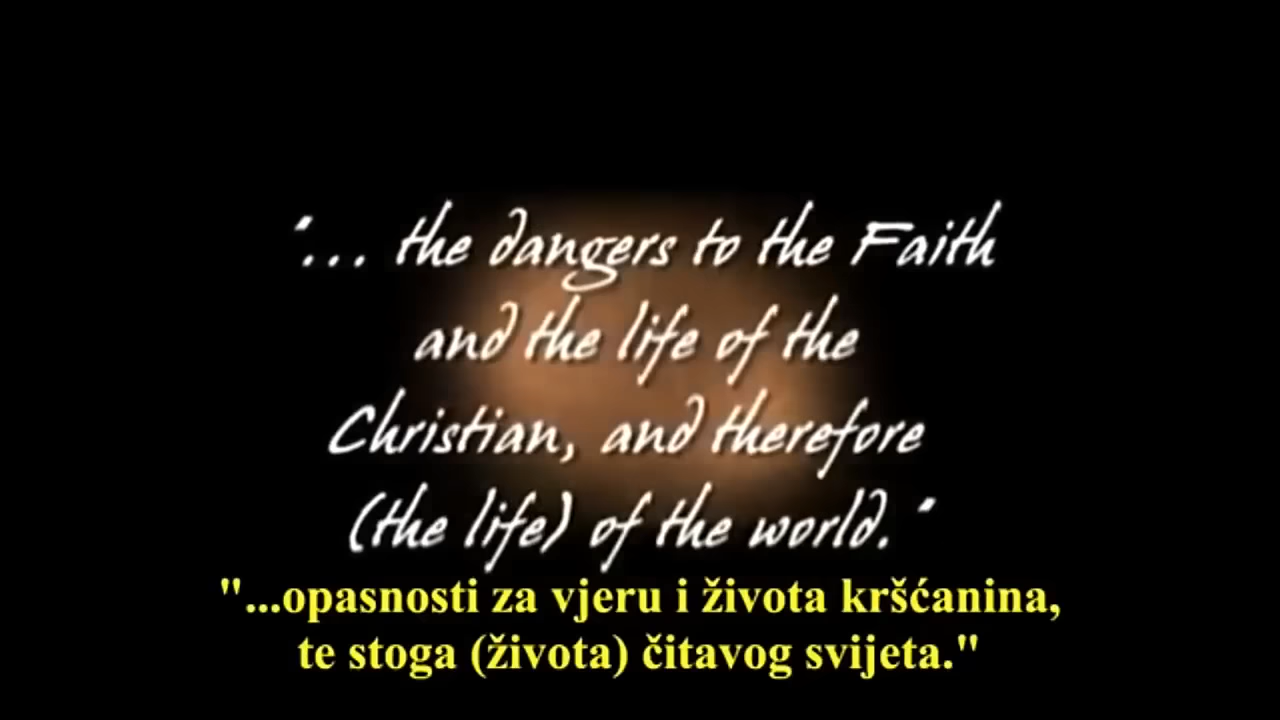 "... the dangers to the Faith
and the life of the
Christian, and therefore
(the life) of the world."
"...opasnosti za vjeru i života kršćanina,
te stoga (života) čitavog svijeta."